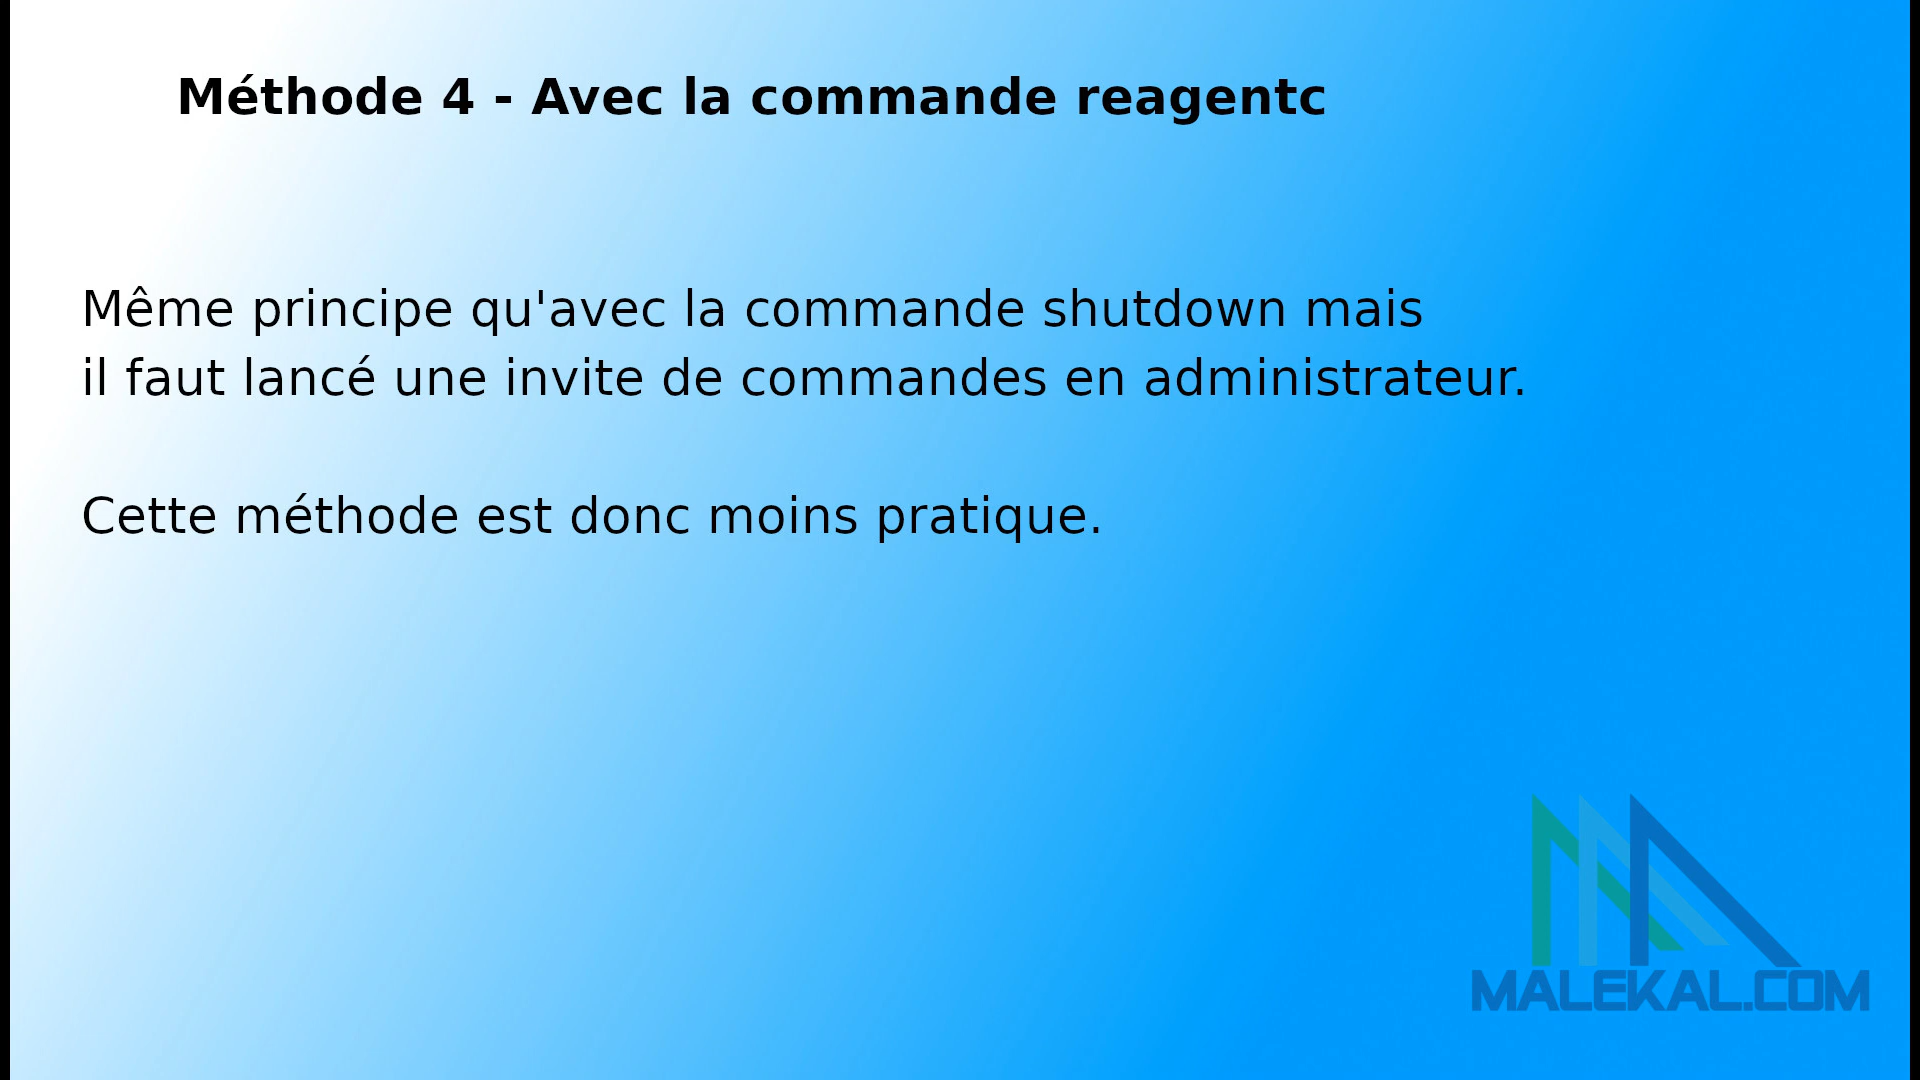 Méthode 4 - Avec la commande reagentc
Même principe qu'avec la commande shutdown mais
il faut lancé une invite de commandes en administrateur.
Cette méthode est donc moins pratique.
MALEKAL.COM